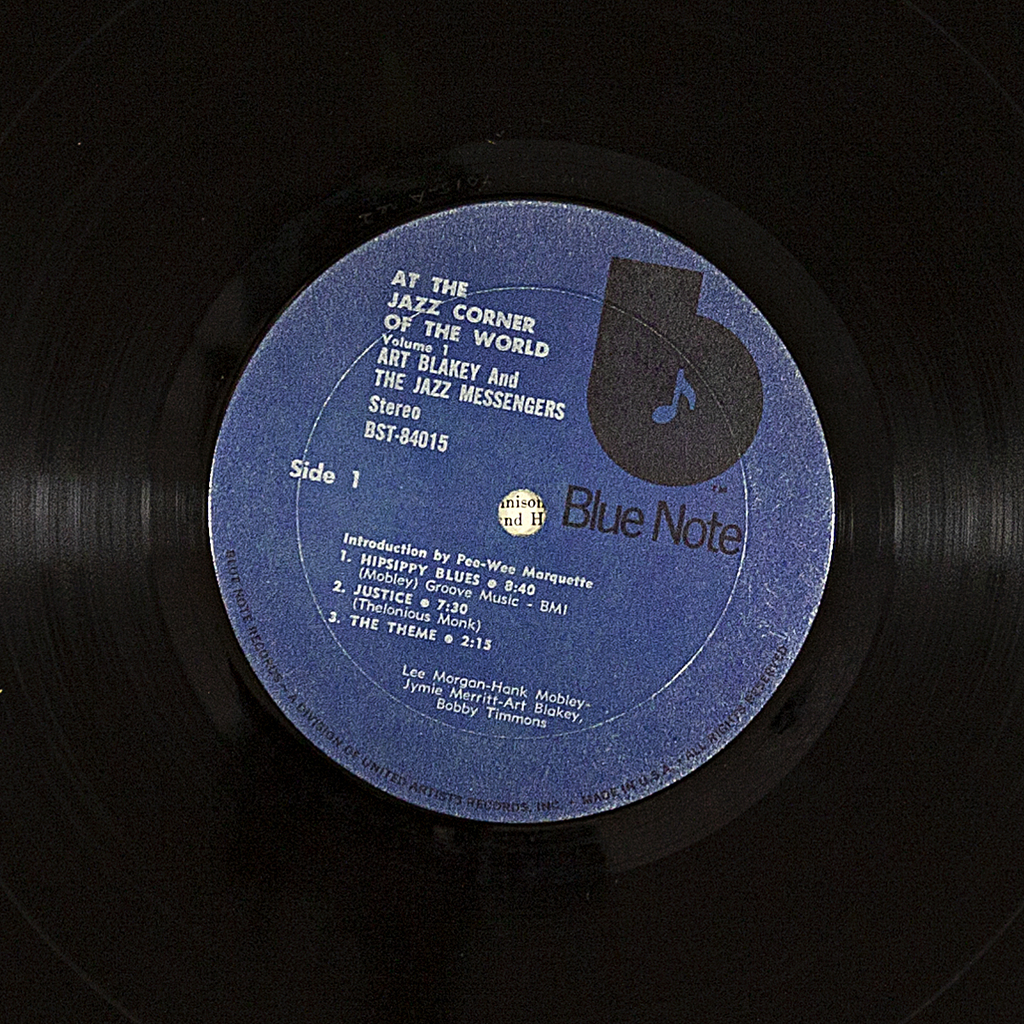 AT THE
JAZZ CORNER
OF THE WORLD
Volume 1
ART BLAKEY And
THE JAZZ MESSENGERS
Stereo
BST-84015
Side 1
nison
nd H
Blue Note
TM
Introduction by Pee-Wee Marquette
1. HIPSIPPY BLUES ● 8:40
(Mobley) Groove Music - BMI
2. JUSTICE ● 7:30
(Thelonious Monk)
3. THE THEME ● 2:15
Lee Morgan-Hank Mobley-
Jymie Merritt-Art Blakey,
Bobby Timmons
BLUE NOTE RECORDS • A DIVISION OF UNITED ARTISTS RECORDS, INC. • MADE IN U.S.A. • ALL RIGHTS RESERVED